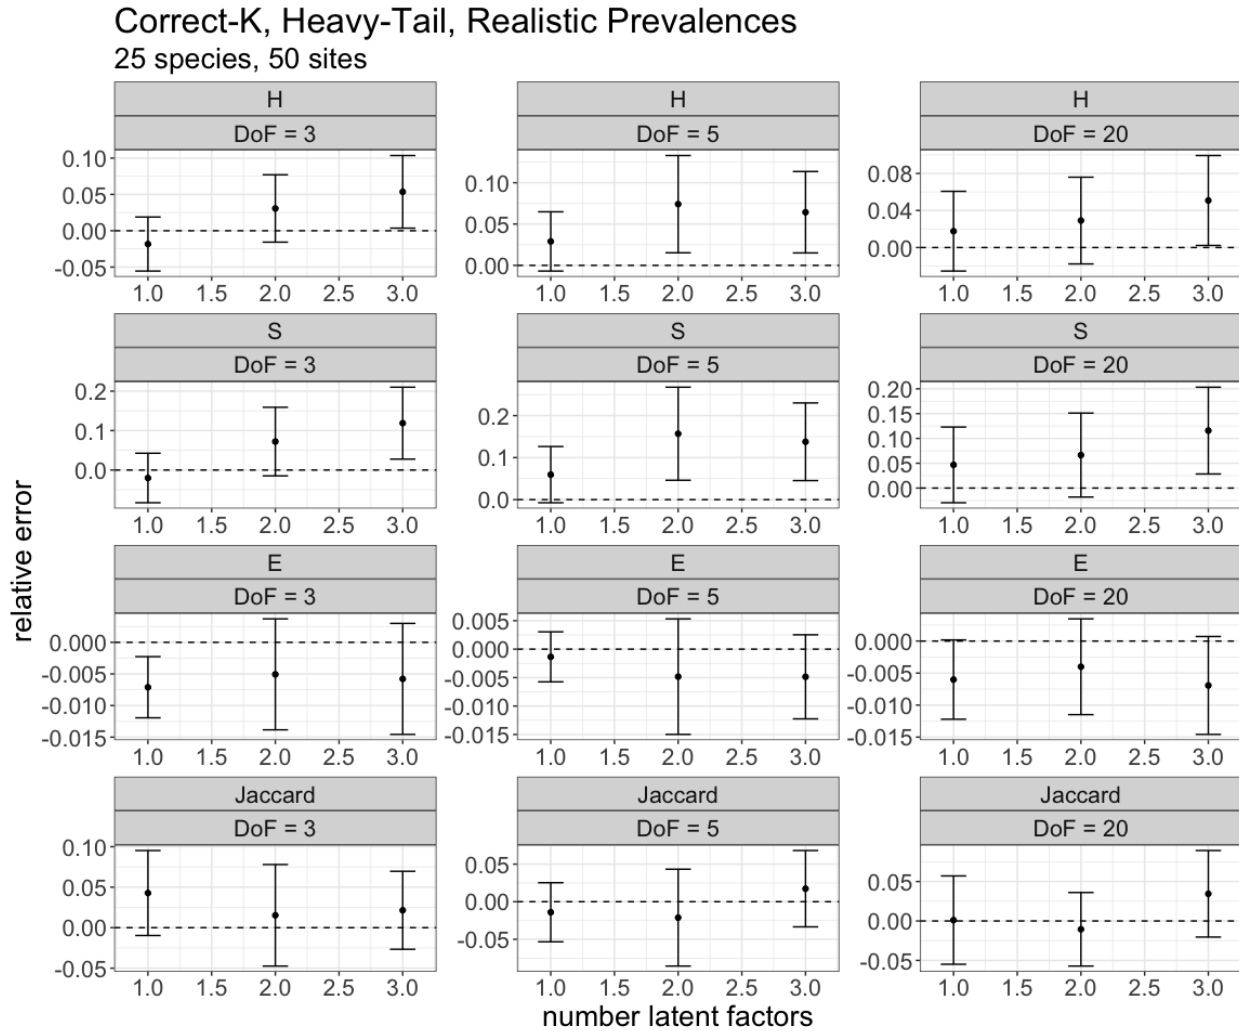 Correct-K, Heavy-Tail, Realistic Prevalences
25 species, 50 sites
H H H
DoF = 3 DoF = 5 DoF = 20
0.10
0.05
0.00
-0.05
1.0 1.5 2.0 2.5 3.0
0.10
0.05
0.00
1.0 1.5 2.0 2.5 3.0
0.08
0.04
0.00
1.0 1.5 2.0 2.5 3.0
S S S
DoF = 3 DoF = 5 DoF = 20
0.2
0.1
0.0
1.0 1.5 2.0 2.5 3.0
0.2
0.1
0.0
1.0 1.5 2.0 2.5 3.0
0.20
0.15
0.10
0.05
0.00
1.0 1.5 2.0 2.5 3.0
E E E
DoF = 3 DoF = 5 DoF = 20
0.000
-0.005
-0.010
-0.015
1.0 1.5 2.0 2.5 3.0
0.005
0.000
-0.005
-0.010
-0.015
1.0 1.5 2.0 2.5 3.0
0.000
-0.005
-0.010
-0.015
1.0 1.5 2.0 2.5 3.0
Jaccard Jaccard Jaccard
DoF = 3 DoF = 5 DoF = 20
0.10
0.05
0.00
-0.05
1.0 1.5 2.0 2.5 3.0
0.05
0.00
-0.05
1.0 1.5 2.0 2.5 3.0
0.05
0.00
-0.05
1.0 1.5 2.0 2.5 3.0
relative error
number latent factors